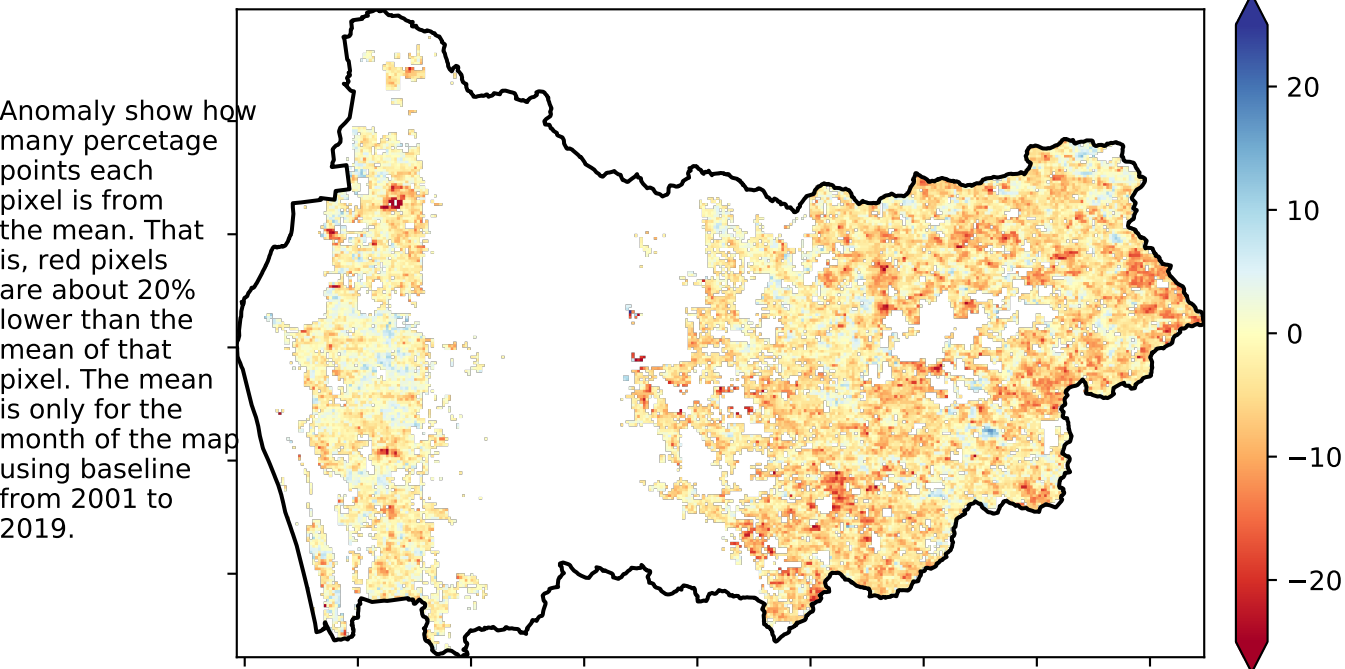 Anomaly show how
many percetage
points each
pixel is from
the mean. That
is, red pixels
are about 20%
lower than the
mean of that
pixel. The mean
is only for the
month of the map
using baseline
from 2001 to
2019.
20
10
0
−10
−20